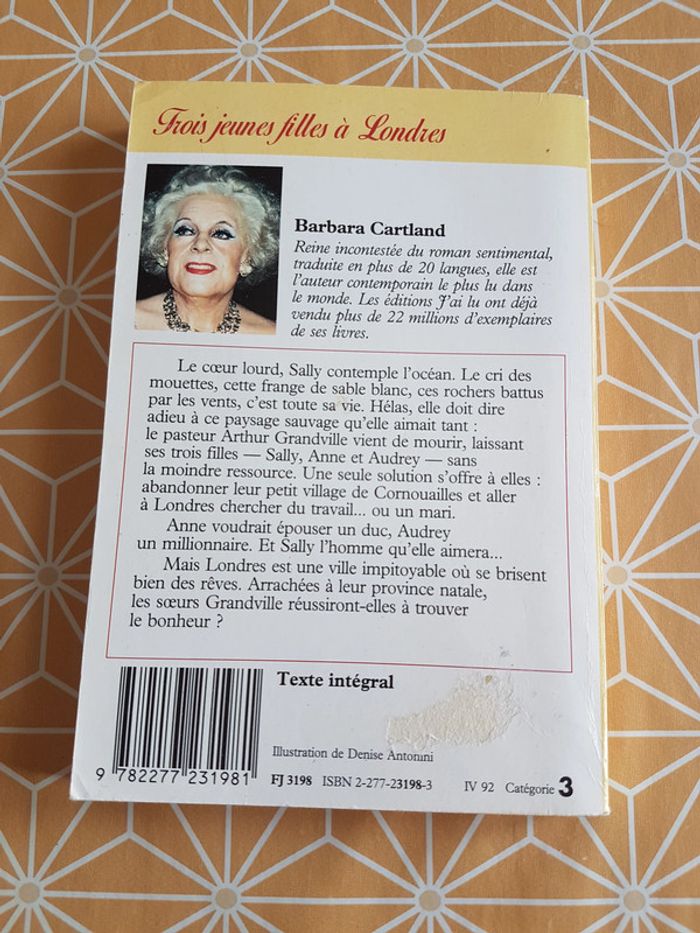 Trois jeunes filles à Londres
Barbara Cartland
Reine incontestée du roman sentimental,
traduite en plus de 20 langues, elle est
l'auteur contemporain le plus lu dans
le monde. Les éditions J'ai lu ont déjà
vendu plus de 22 millions d'exemplaires
de ses livres.
Le cœur lourd, Sally contemple l'océan. Le cri des
mouettes, cette frange de sable blanc, ces rochers battus
par les vents, c'est toute sa vie. Hélas, elle doit dire
adieu à ce paysage sauvage qu'elle aimait tant :
le pasteur Arthur Grandville vient de mourir, laissant
ses trois filles — Sally, Anne et Audrey — sans
la moindre ressource. Une seule solution s'offre à elles :
abandonner leur petit village de Cornouailles et aller
à Londres chercher du travail... ou un mari.
Anne voudrait épouser un duc, Audrey
un millionnaire. Et Sally l'homme qu'elle aimera...
Mais Londres est une ville impitoyable où se brisent
bien des rêves. Arrachées à leur province natale,
les sœurs Grandville réussiront-elles à trouver
le bonheur ?
Texte intégral
Illustration de Denise Antonini
9 782277 231981
FJ 3198 ISBN 2-277-23198-3 IV 92 Catégorie 3